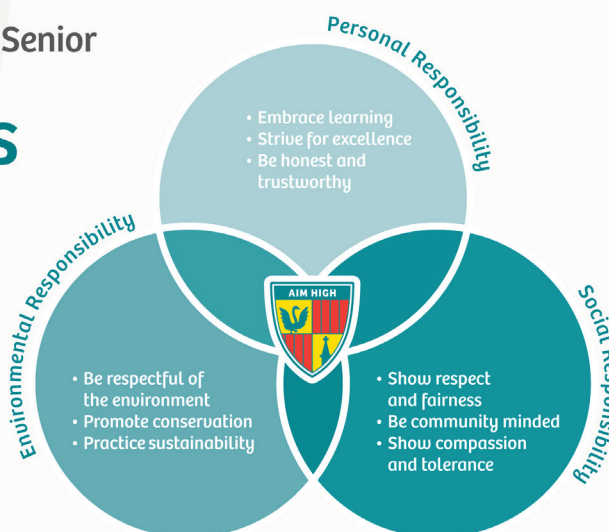 Senior
s
Personal Responsibility
• Embrace learning
• Strive for excellence
• Be honest and
trustworthy
Environmental Responsibility
AIM HIGH
Social Responsibility
• Be respectful of
the environment
• Promote conservation
• Practice sustainability
• Show respect
and fairness
• Be community minded
• Show compassion
and tolerance